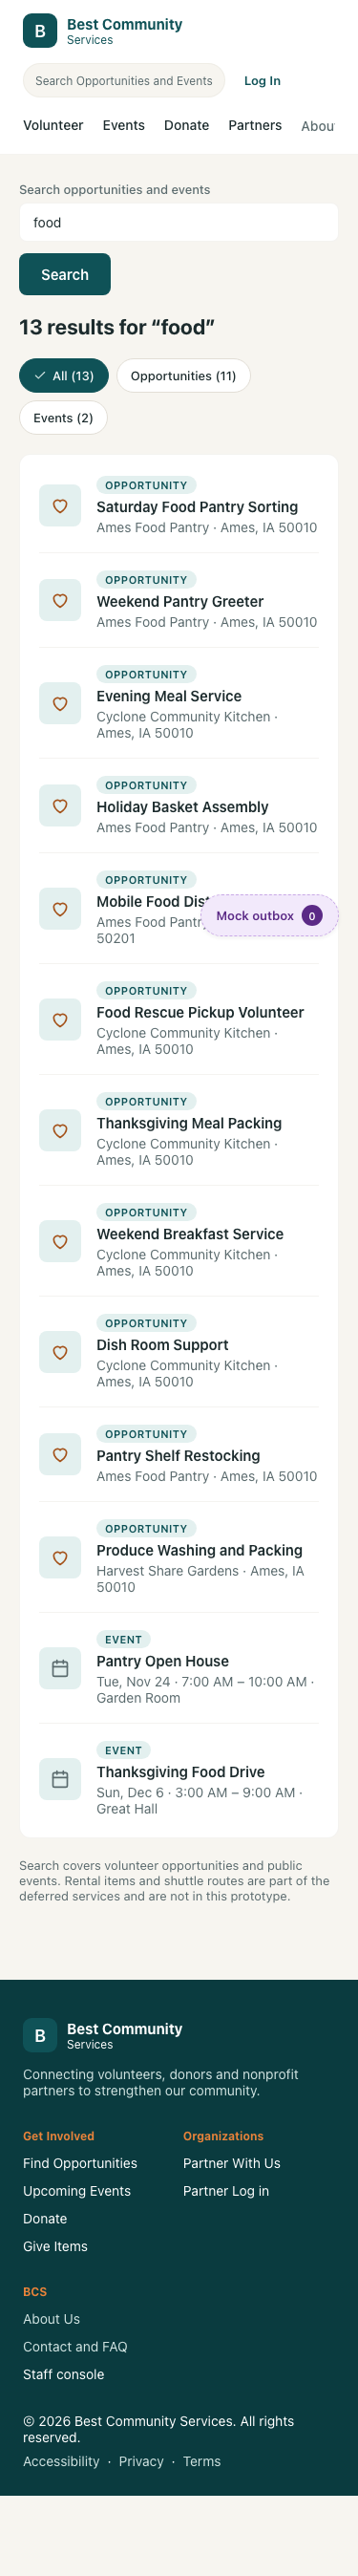 B
Best Community
Services
Search Opportunities and Events
Log In
Volunteer
Events
Donate
Partners
Abou
Search opportunities and events
food
Search
13 results for “food”
All (13)
Opportunities (11)
Events (2)
OPPORTUNITY
Saturday Food Pantry Sorting
Ames Food Pantry · Ames, IA 50010
OPPORTUNITY
Weekend Pantry Greeter
Ames Food Pantry · Ames, IA 50010
OPPORTUNITY
Evening Meal Service
Cyclone Community Kitchen ·
Ames, IA 50010
OPPORTUNITY
Holiday Basket Assembly
Ames Food Pantry · Ames, IA 50010
OPPORTUNITY
Mobile Food
Ames Food
50201
Mock outbox 0
OPPORTUNITY
Food Rescue Pickup Volunteer
Cyclone Community Kitchen ·
Ames, IA 50010
OPPORTUNITY
Thanksgiving Meal Packing
Cyclone Community Kitchen ·
Ames, IA 50010
OPPORTUNITY
Weekend Breakfast Service
Cyclone Community Kitchen ·
Ames, IA 50010
OPPORTUNITY
Dish Room Support
Cyclone Community Kitchen ·
Ames, IA 50010
OPPORTUNITY
Pantry Shelf Restocking
Ames Food Pantry · Ames, IA 50010
OPPORTUNITY
Produce Washing and Packing
Harvest Share Gardens · Ames, IA
50010
EVENT
Pantry Open House
Tue, Nov 24 · 7:00 AM – 10:00 AM ·
Garden Room
EVENT
Thanksgiving Food Drive
Sun, Dec 6 · 3:00 AM – 9:00 AM ·
Great Hall
Search covers volunteer opportunities and public
events. Rental items and shuttle routes are part of the
deferred services and are not in this prototype.
B
Best Community
Services
Connecting volunteers, donors and nonprofit
partners to strengthen our community.
Get Involved
Find Opportunities
Upcoming Events
Donate
Give Items
Organizations
Partner With Us
Partner Log in
BCS
About Us
Contact and FAQ
Staff console
© 2026 Best Community Services. All rights
reserved.
Accessibility · Privacy · Terms